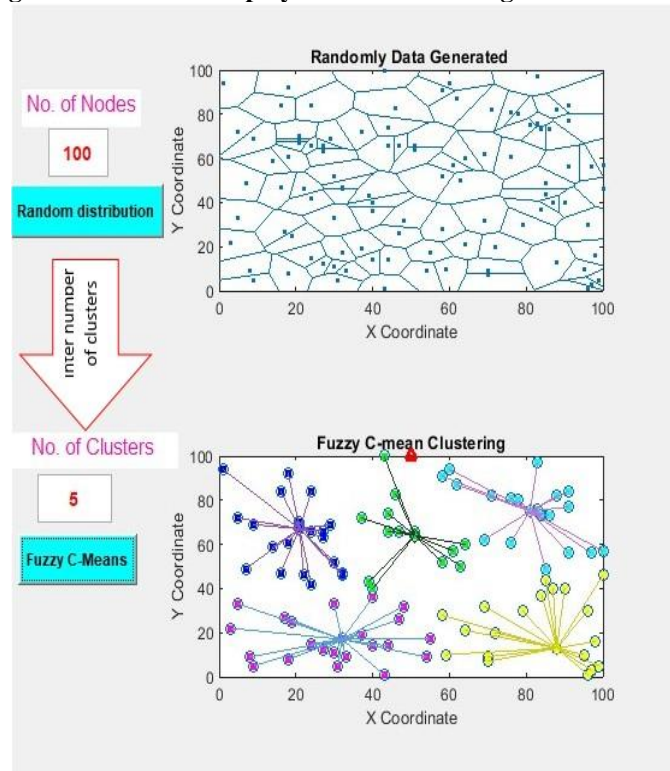 Randomly Data Generated
No. of Nodes
100
Random distribution
Y Coordinate
100
80
60
40
20
0
0 20 40 60 80 100
X Coordinate
Inter number
of clusters
No. of Clusters
5
Fuzzy C-Means
Fuzzy C-mean Clustering
Y Coordinate
100
80
60
40
20
0
0 20 40 60 80 100
X Coordinate